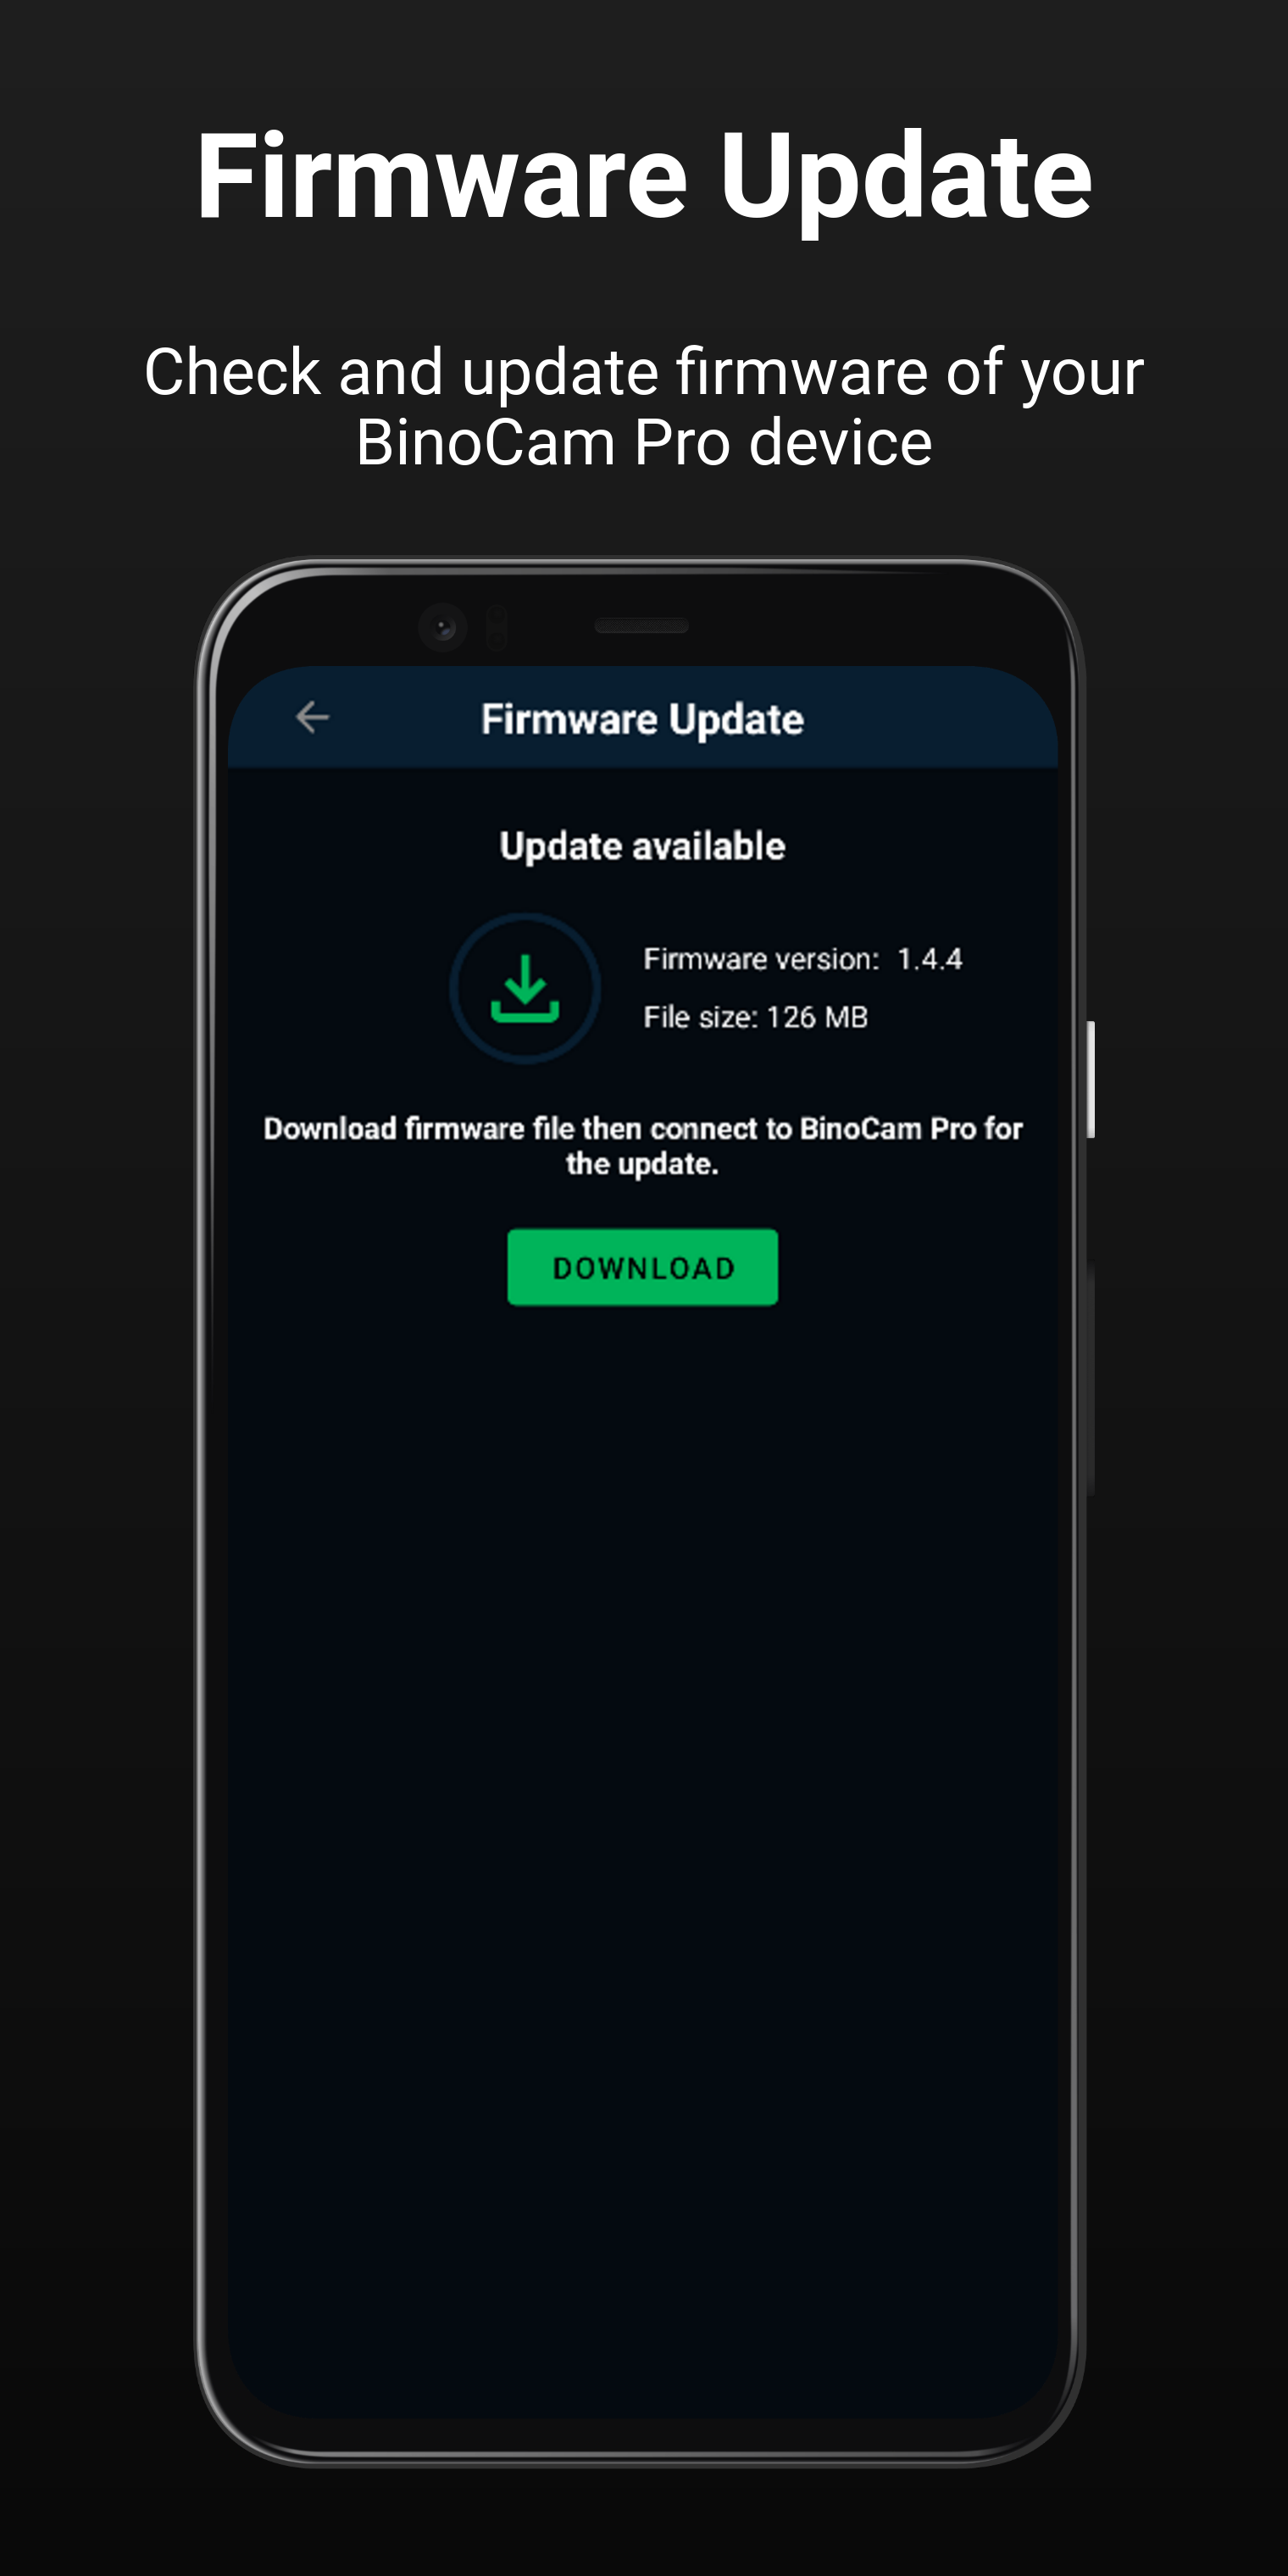 Firmware Update
Check and update firmware of your
BinoCam Pro device
Firmware Update
Update available
Firmware version: 1.4.4
File size: 126 MB
Download firmware file then connect to BinoCam Pro for
the update.
DOWNLOAD